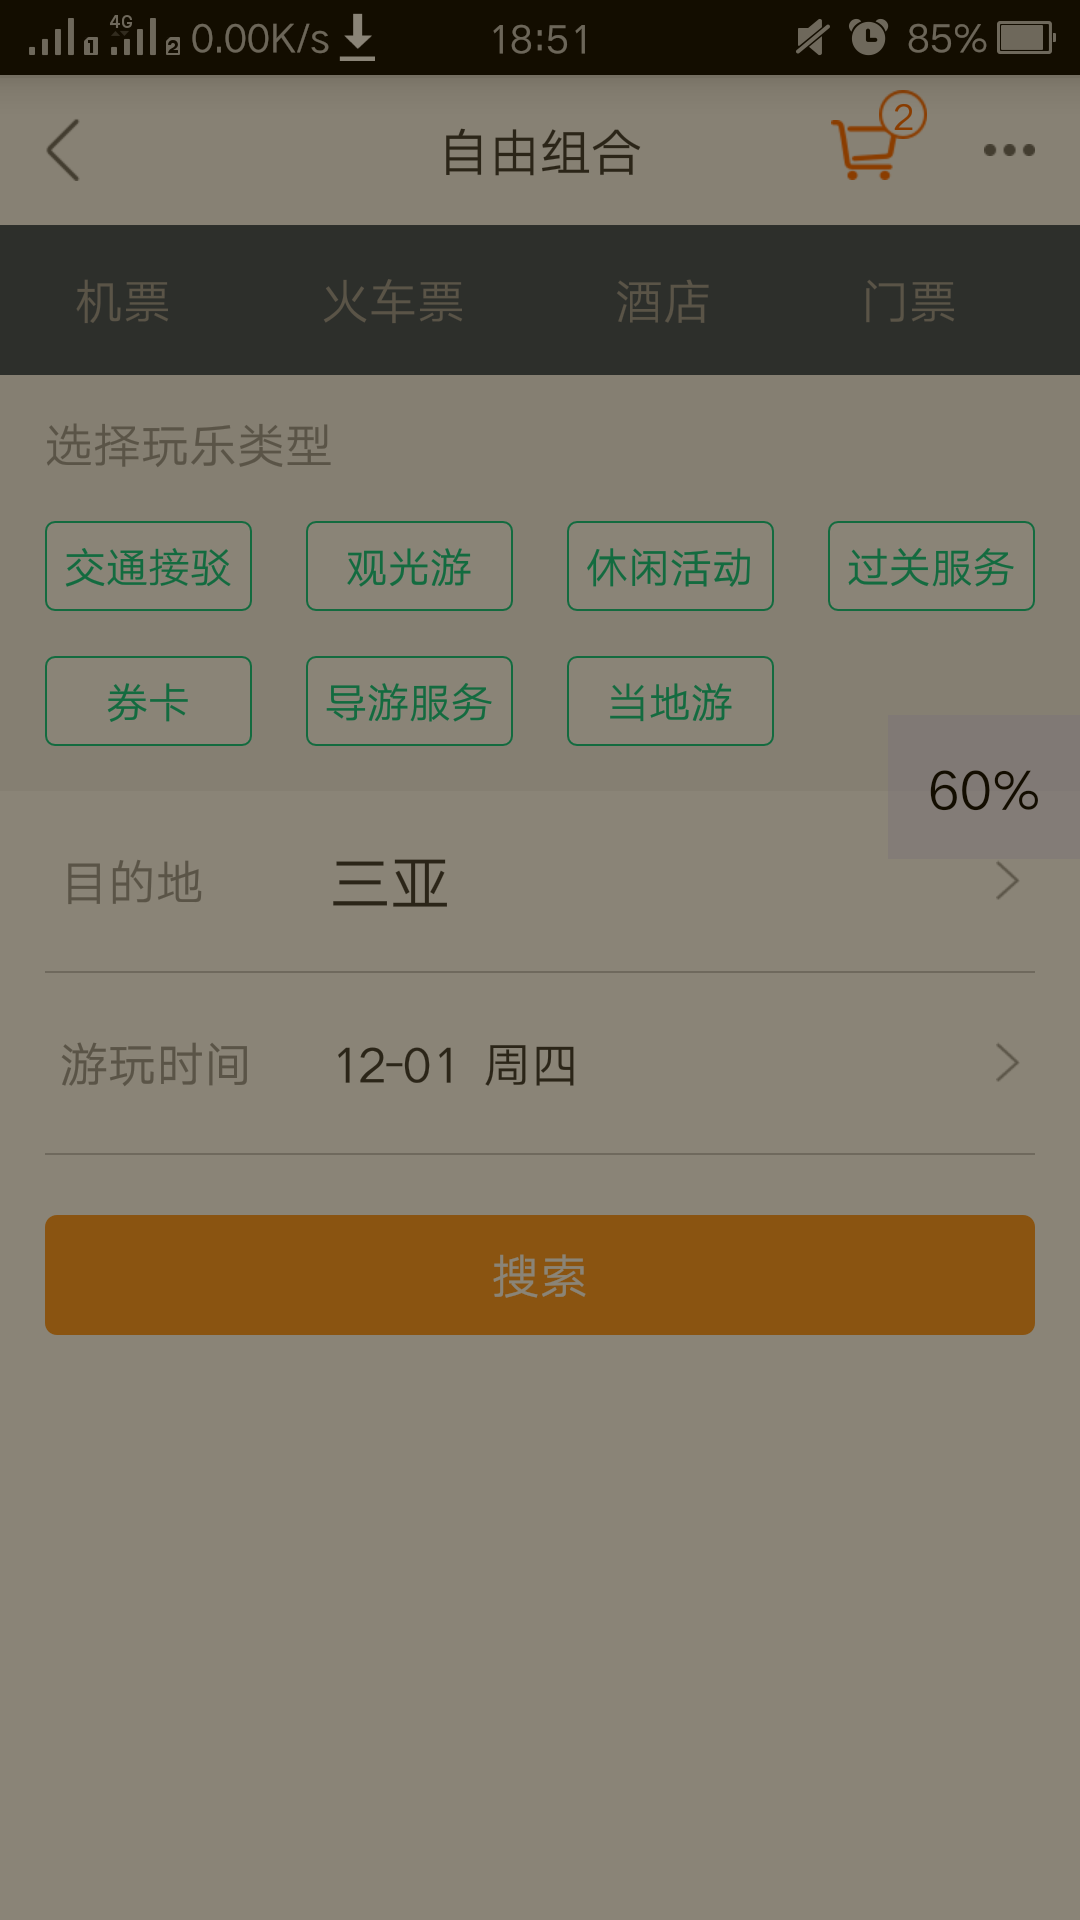 1 4G 2 0.00K/s 18:51 85%
自由组合 2
机票 火车票 酒店 门票
选择玩乐类型
交通接驳 观光游 休闲活动 过关服务
券卡 导游服务 当地游
60%
目的地 三亚
游玩时间 12-01 周四
搜索